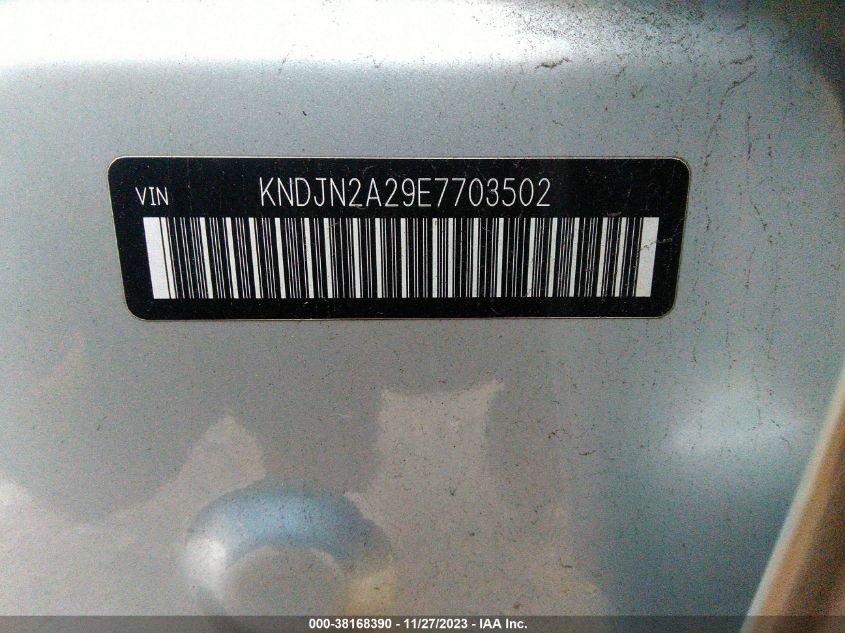 VIN KNDJN2A29E7703502
000-38168390 - 11/27/2023 - IAA Inc.